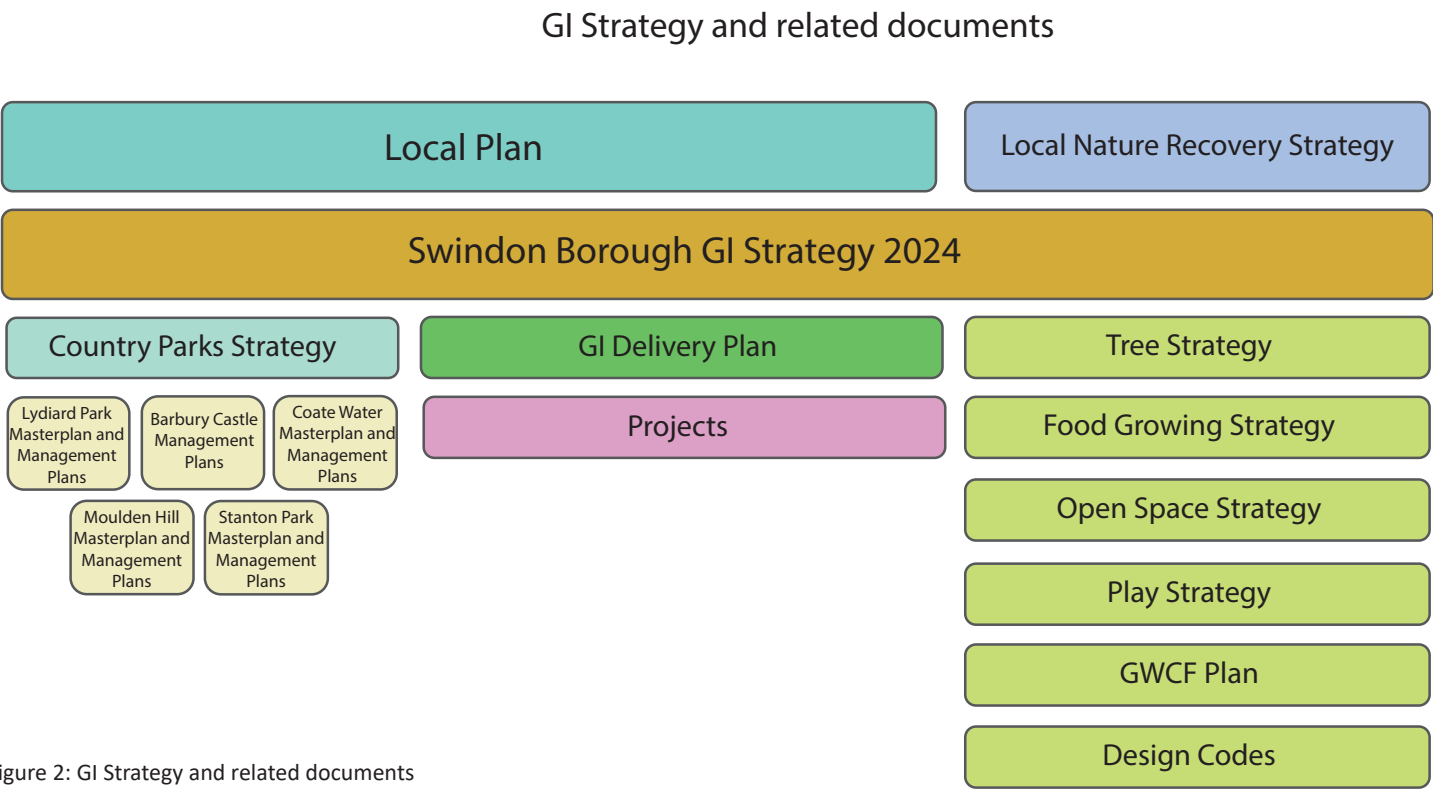 GI Strategy and related documents
Local Plan
Local Nature Recovery Strategy
Swindon Borough GI Strategy 2024
Country Parks Strategy
GI Delivery Plan
Tree Strategy
Lydiard Park
Masterplan and
Management
Plans
Barbury Castle
Management
Plans
Coate Water
Masterplan and
Management
Plans
Projects
Food Growing Strategy
Moulden Hill
Masterplan and
Management
Plans
Stanton Park
Masterplan and
Management
Plans
Open Space Strategy
Play Strategy
GWCF Plan
Design Codes
igure 2: GI Strategy and related documents